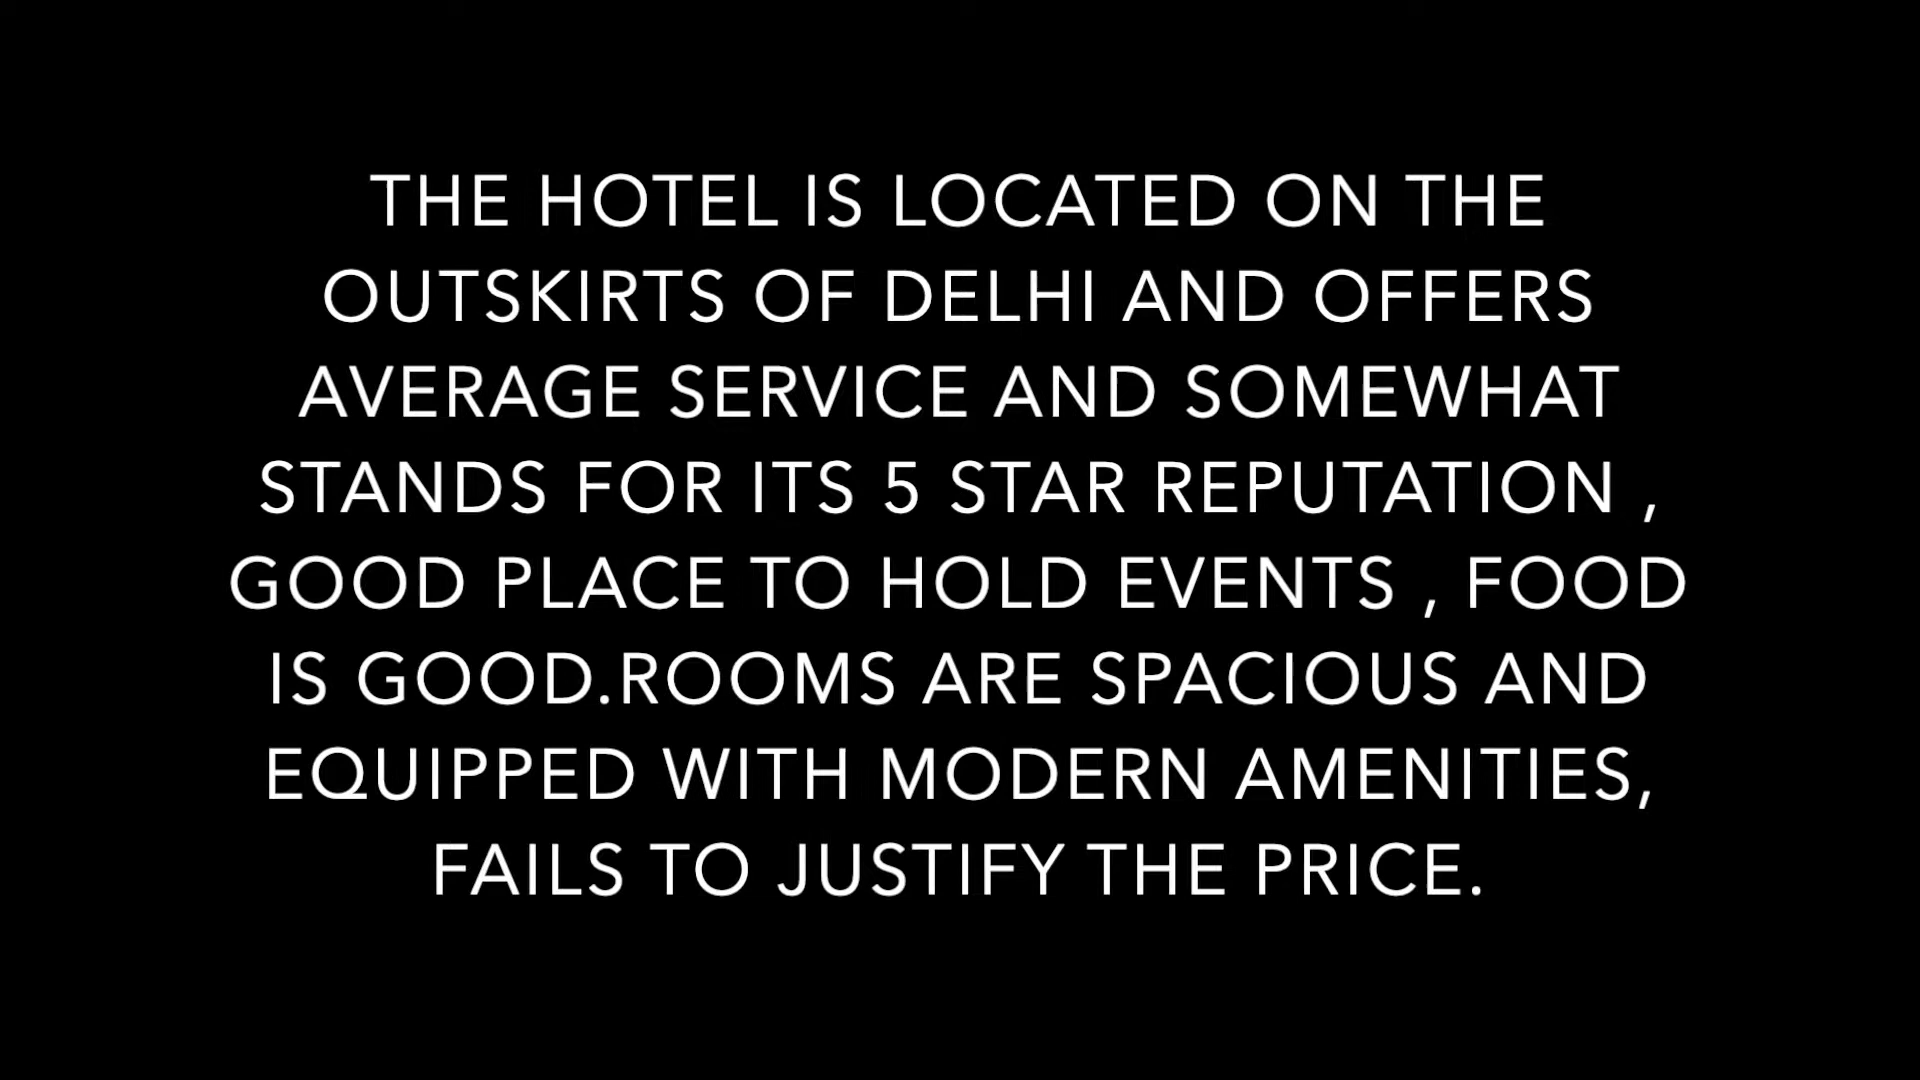 THE HOTEL IS LOCATED ON THE
OUTSKIRTS OF DELHI AND OFFERS
AVERAGE SERVICE AND SOMEWHAT
STANDS FOR ITS 5 STAR REPUTATION ,
GOOD PLACE TO HOLD EVENTS , FOOD
IS GOOD.ROOMS ARE SPACIOUS AND
EQUIPPED WITH MODERN AMENITIES,
FAILS TO JUSTIFY THE PRICE.